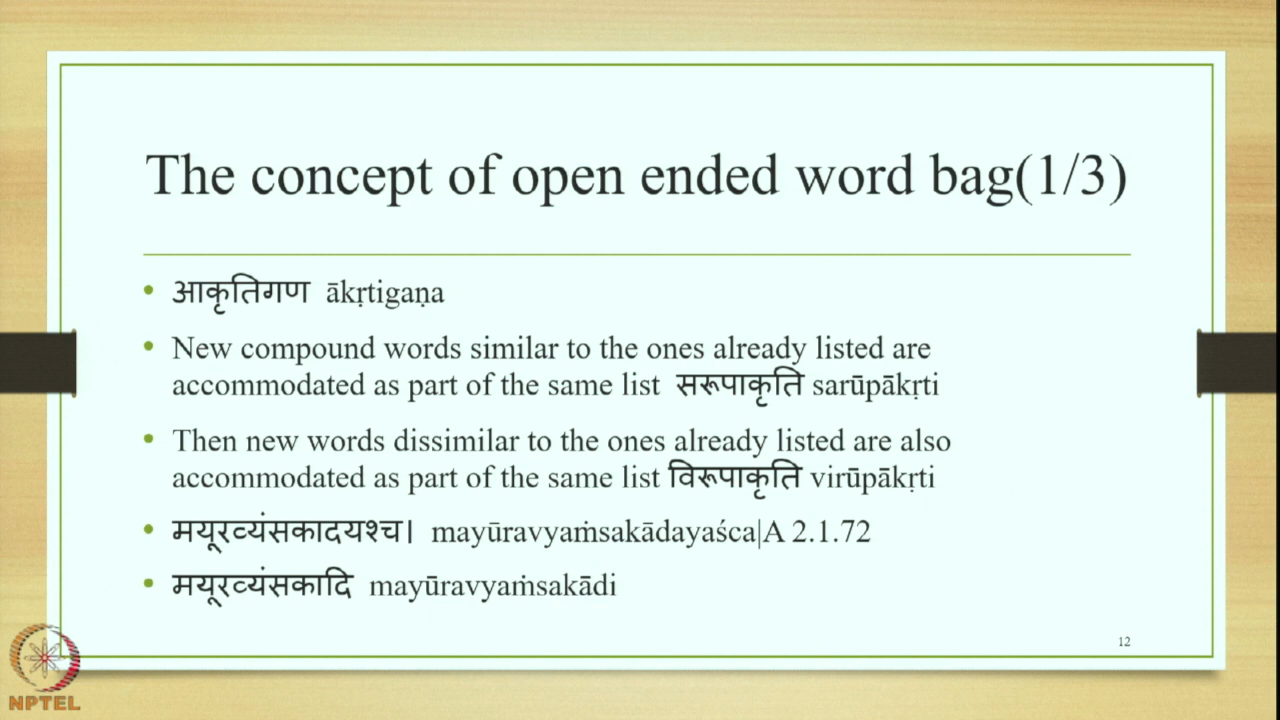 The concept of open ended word bag(1/3)
• आकृतिगण ākṛtigaṇa
• New compound words similar to the ones already listed are
accommodated as part of the same list सरूपाकृति sarūpākṛti
• Then new words dissimilar to the ones already listed are also
accommodated as part of the same list विरूपाकृति virūpākṛti
• मयूरव्यंसकादयश्च। mayūravyaṁsakādayaśca|A 2.1.72
• मयूरव्यंसकादि mayūravyaṁsakādi
12
NPTEL